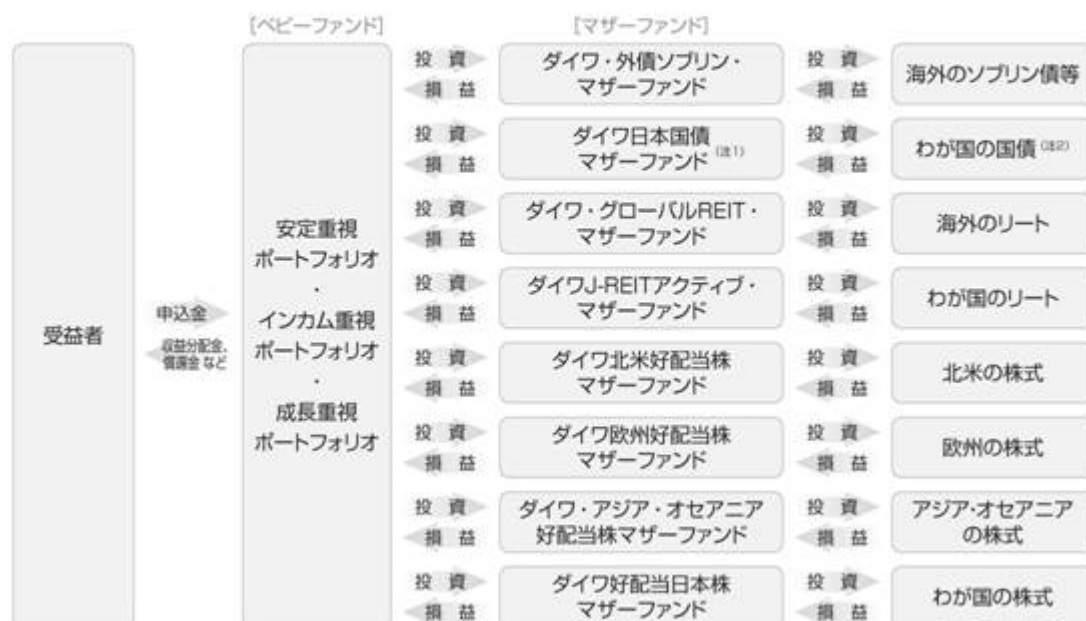 [ベビーファンド]
[マザーファンド]
受益者
申込金
収益分配金、
償還金 など
安定重視
ポートフォリオ
・
インカム重視
ポートフォリオ
・
成長重視
ポートフォリオ
投 資
損 益
ダイワ・外債ソブリン・
マザーファンド
投 資
損 益
海外のソブリン債等
投 資
損 益
ダイワ日本国債
マザーファンド (注1)
投 資
損 益
わが国の国債 (注2)
投 資
損 益
ダイワ・グローバルREIT・
マザーファンド
投 資
損 益
海外のリート
投 資
損 益
ダイワJ-REITアクティブ・
マザーファンド
投 資
損 益
わが国のリート
投 資
損 益
ダイワ北米好配当株
マザーファンド
投 資
損 益
北米の株式
投 資
損 益
ダイワ欧州好配当株
マザーファンド
投 資
損 益
欧州の株式
投 資
損 益
ダイワ・アジア・オセアニア
好配当株マザーファンド
投 資
損 益
アジア・オセアニア
の株式
投 資
損 益
ダイワ好配当日本株
マザーファンド
投 資
損 益
わが国の株式